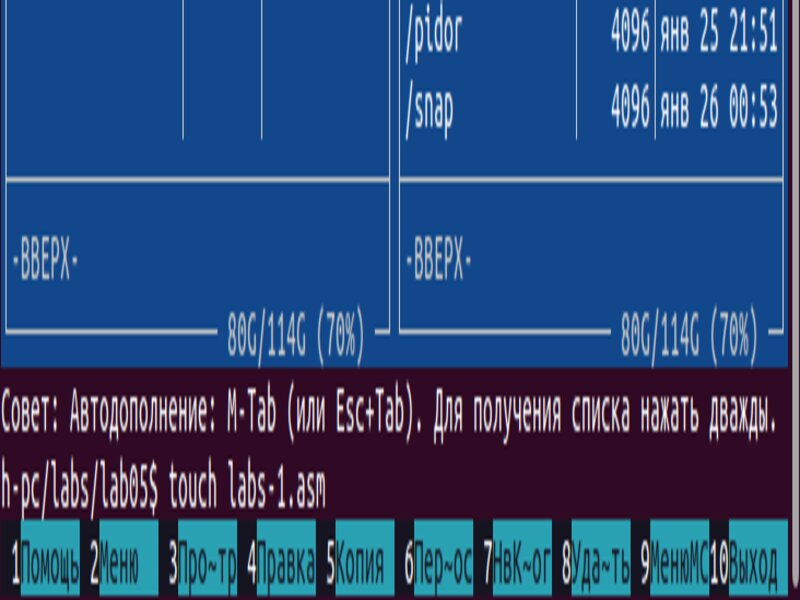 /pidor 4096 янв 25 21:51
/snap 4096 янв 26 00:53
-ВВЕРХ- -ВВЕРХ-
80G/114G (70%) 80G/114G (70%)
Совет: Автодополнение: M-Tab (или Esc+Tab). Для получения списка нажать дважды.
h-pc/labs/lab05$ touch labs-1.asm
1Помощь 2Меню 3Про~тр 4Правка 5Копия 6Пер~ос 7НвК~ог 8Уда~ть 9МенюМС10Выход